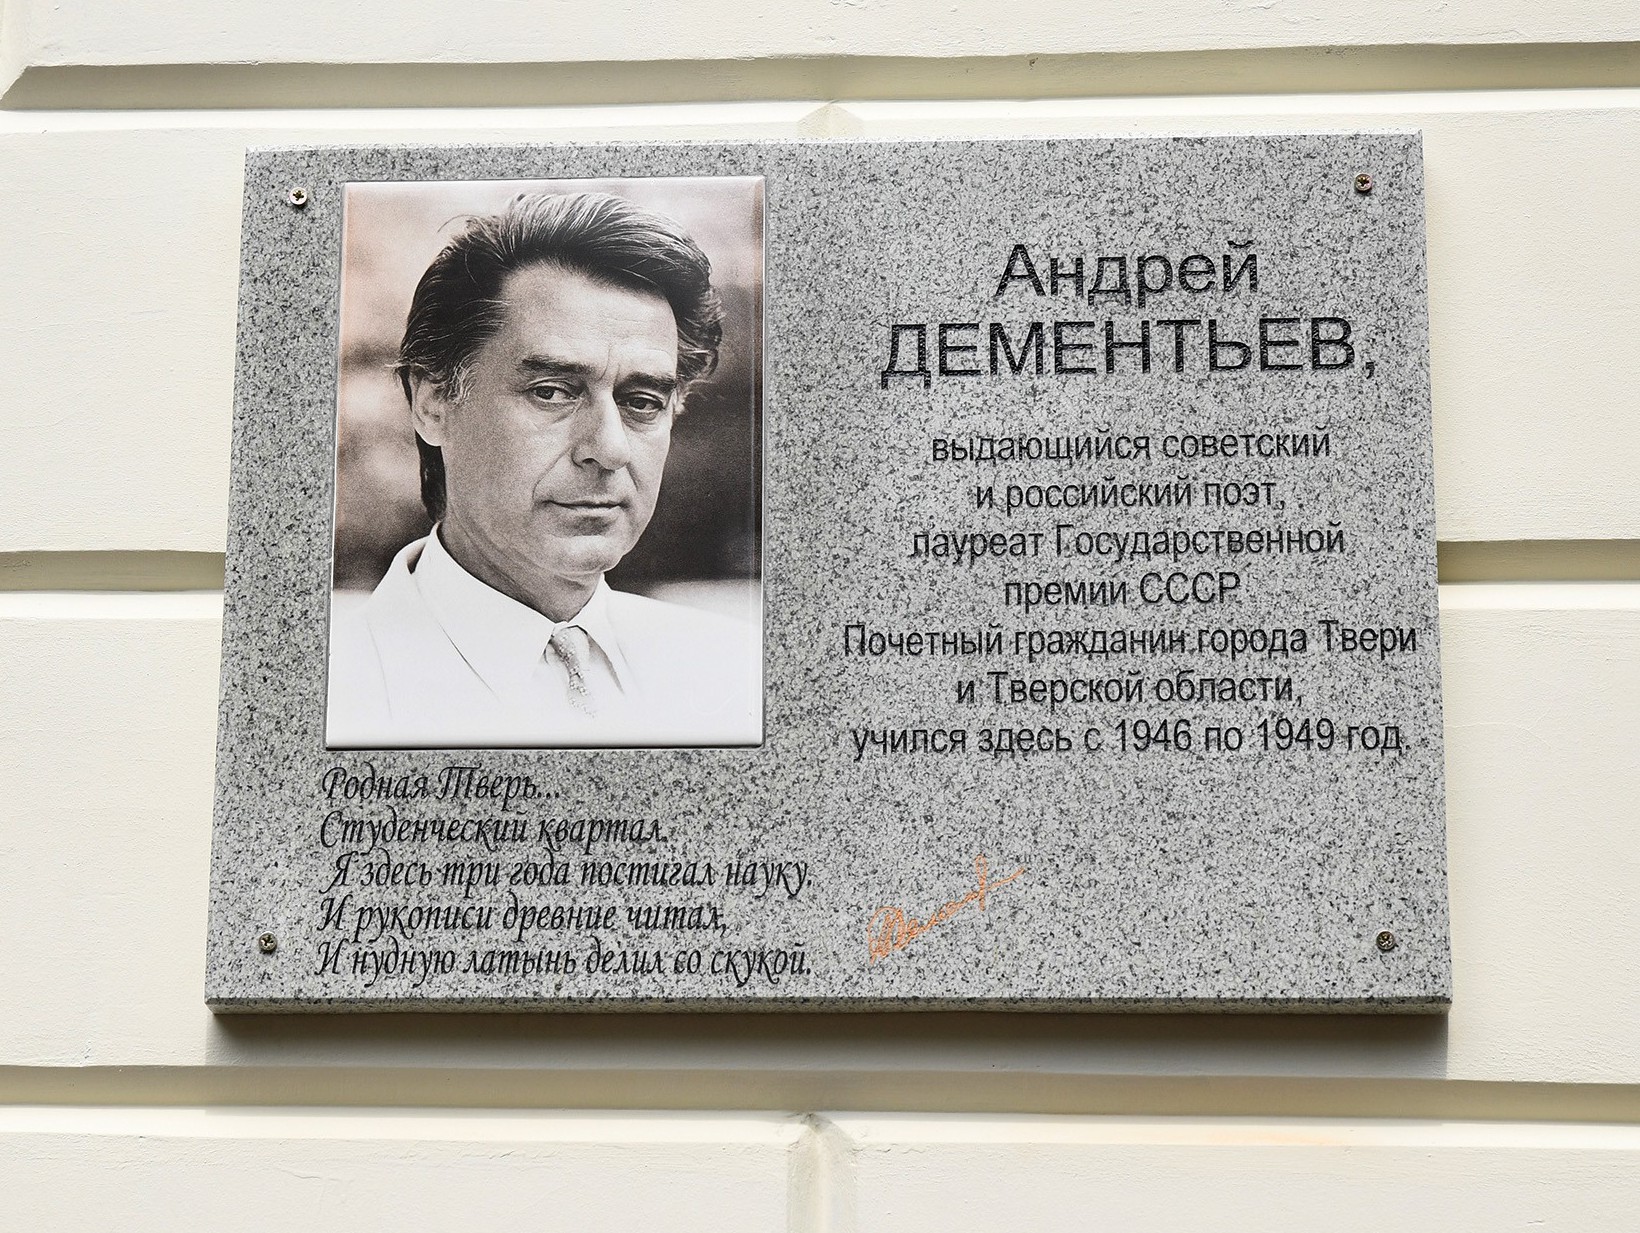 Андрей
ДЕМЕНТЬЕВ,
выдающийся советский
и российский поэт,
лауреат Государственной
премии СССР.
Почетный гражданин города Твери
и Тверской области,
учился здесь с 1946 по 1949 год.
Родная Тверь...
Студенческий квартал.
Я здесь три года постигал науку.
И рукописи древние читал,
И нудную латынь делил со скукой.